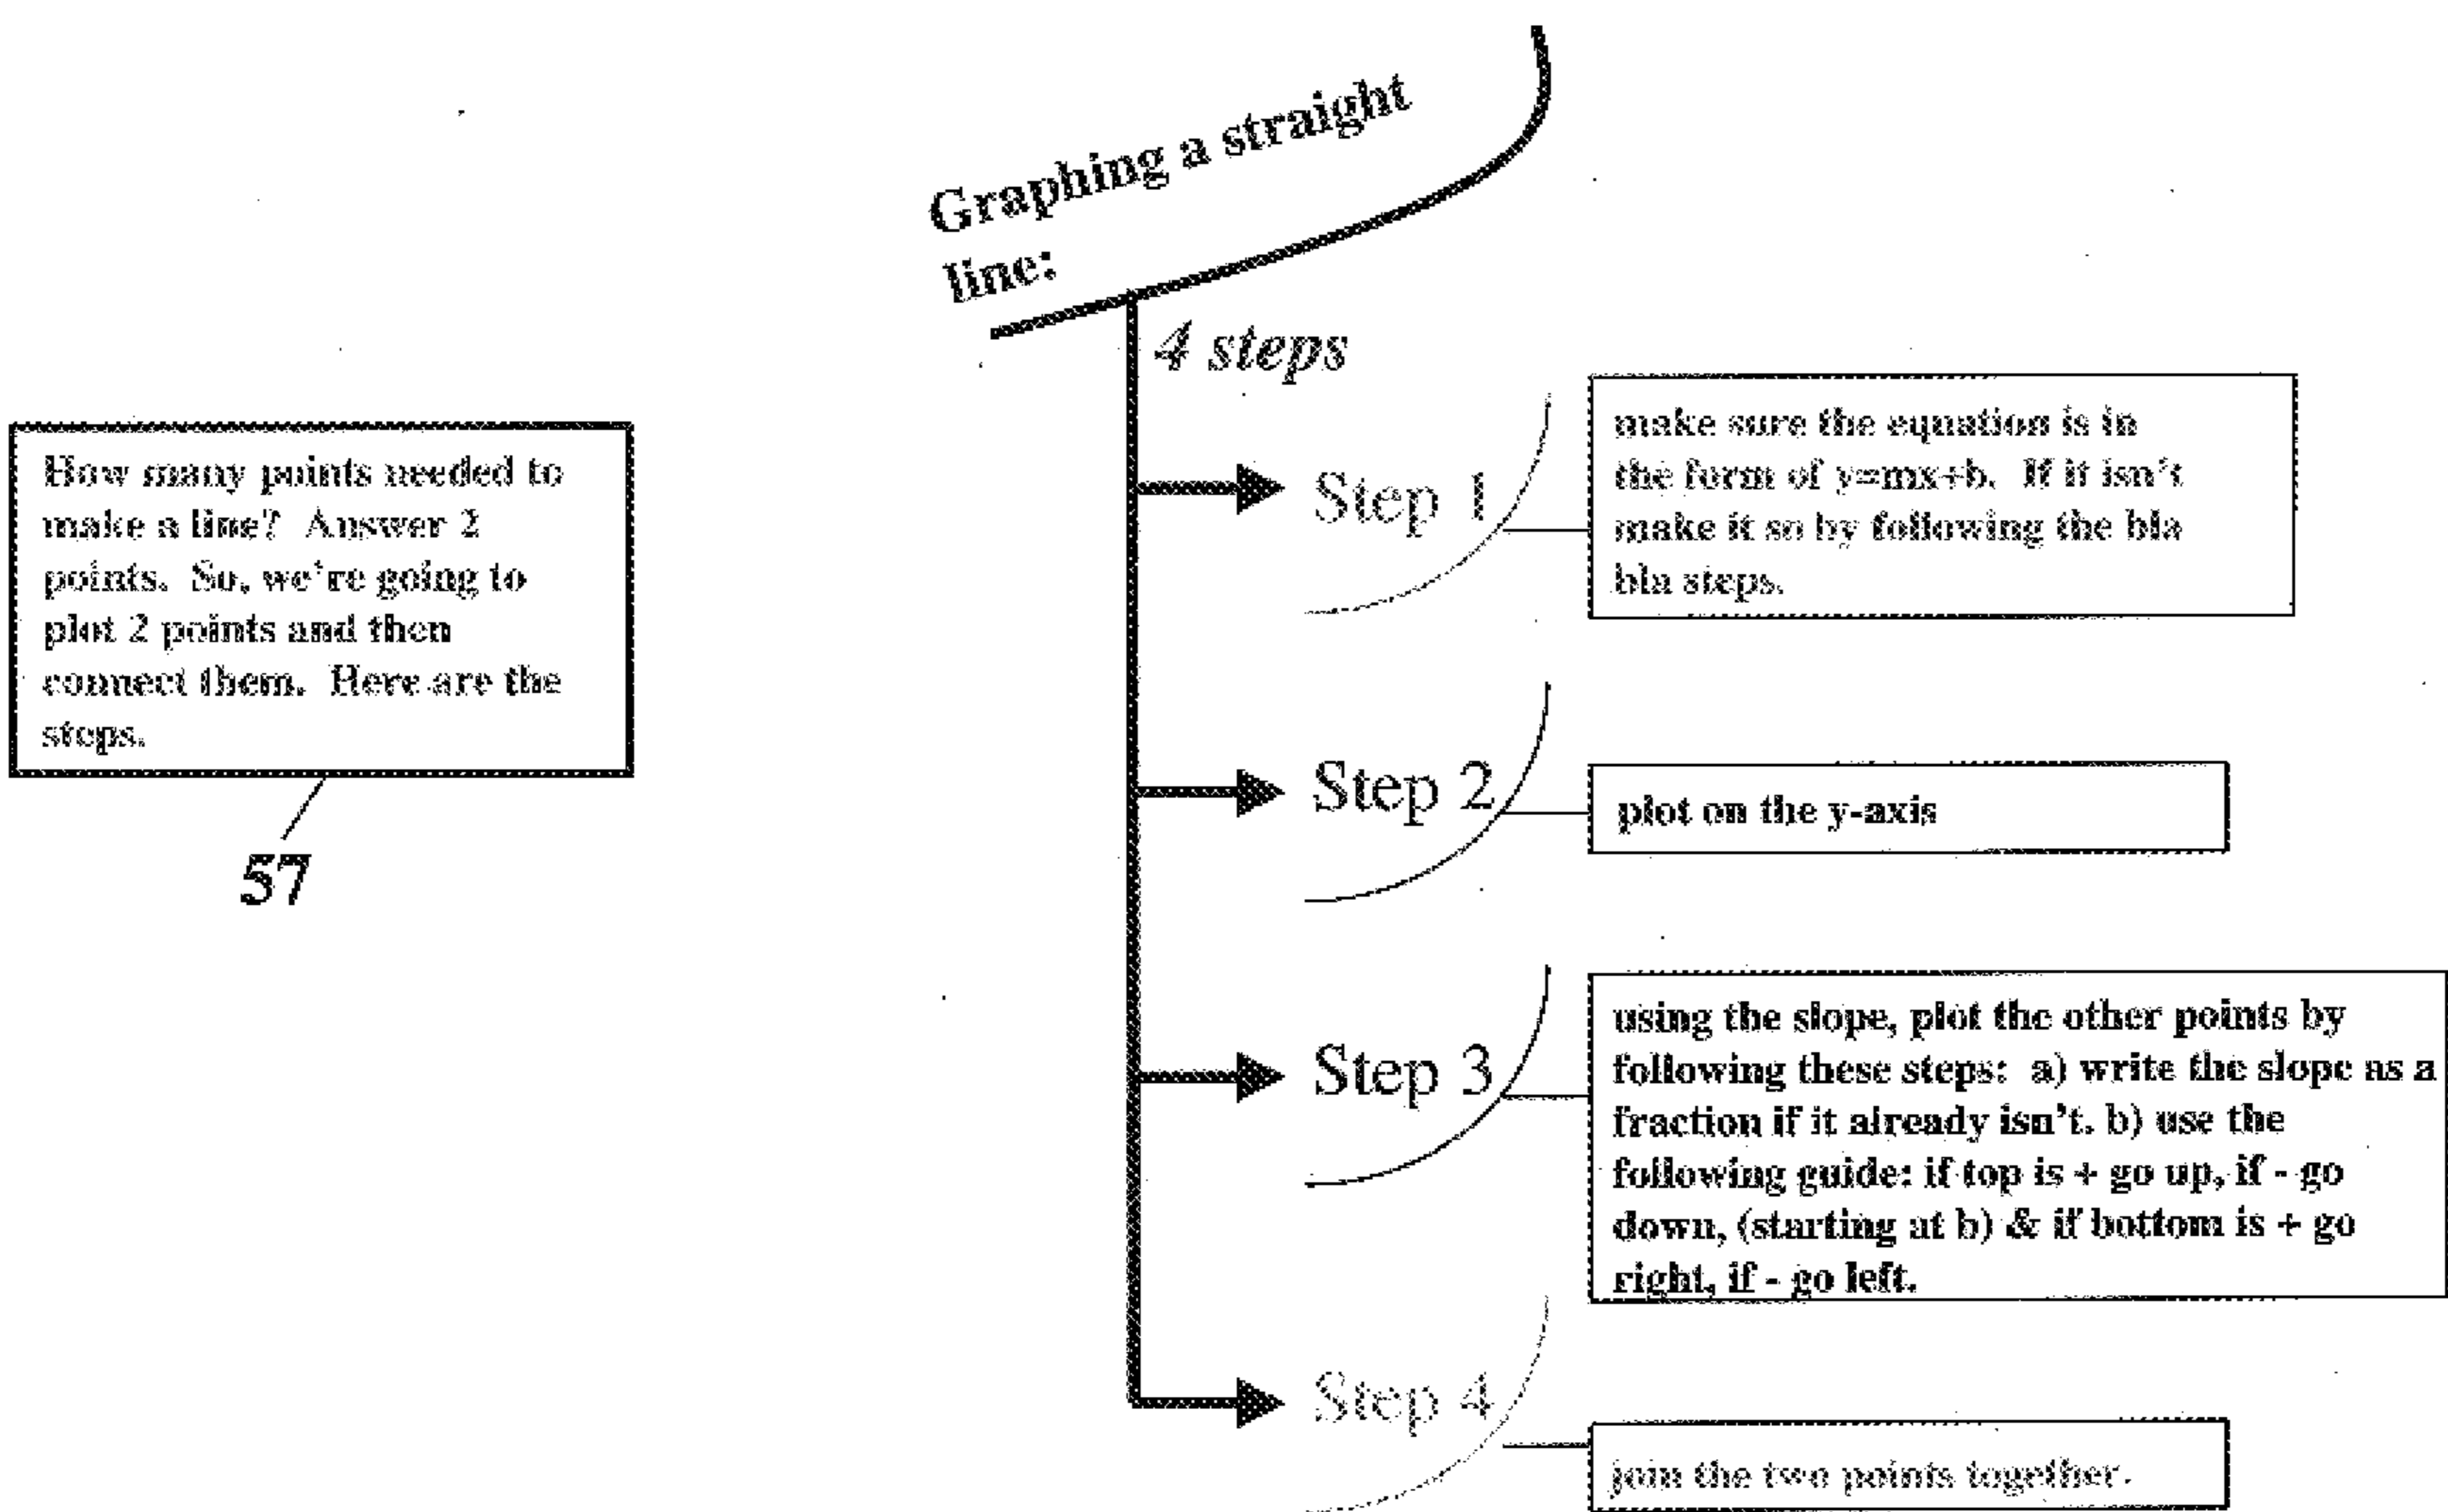 Graphing a straight
line:
4 steps
How many points needed to
make a line? Answer 2
points. So, we're going to
plot 2 points and then
connect them. Here are the
steps.
57
Step 1
make sure the equation is in
the form of y=mx+b. If it isn't
make it so by following the bla
bla steps.
Step 2
plot on the y-axis
Step 3
using the slope, plot the other points by
following these steps: a) write the slope as a
fraction if it already isn't. b) use the
following guide: if top is + go up, if - go
down, (starting at b) & if bottom is + go
right, if - go left.
Step 4
join the two points together.